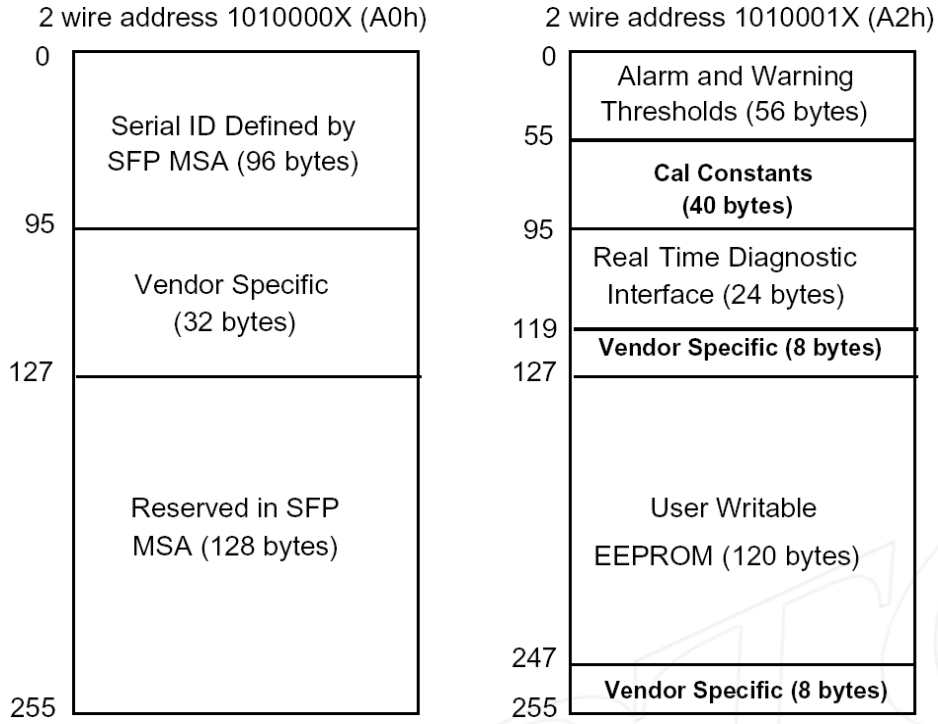 2 wire address 1010000X (A0h)
0
Serial ID Defined by
SFP MSA (96 bytes)
95
Vendor Specific
(32 bytes)
127
Reserved in SFP
MSA (128 bytes)
255
2 wire address 1010001X (A2h)
0
Alarm and Warning
Thresholds (56 bytes)
55
Cal Constants
(40 bytes)
95
Real Time Diagnostic
Interface (24 bytes)
119
Vendor Specific (8 bytes)
127
User Writable
EEPROM (120 bytes)
247
Vendor Specific (8 bytes)
255